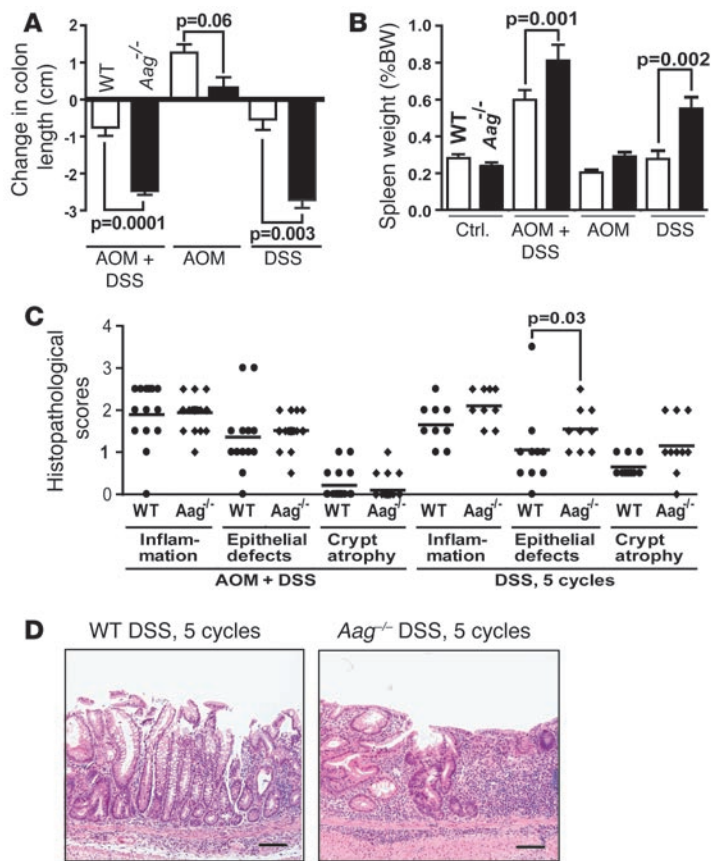 A
p=0.06
WT
Aag-/-
Change in colon
length (cm)
2
1
0
-1
-2
-3
p=0.0001
p=0.003
AOM +
DSS
AOM
DSS
B
p=0.001
p=0.002
WT
Aag-/-
Spleen weight (%BW)
1.0
0.8
0.6
0.4
0.2
0.0
Ctrl.
AOM +
DSS
AOM
DSS
C
Histopathological
scores
4
3
2
1
0
p=0.03
WT Aag-/- WT Aag-/- WT Aag-/- WT Aag-/- WT Aag-/- WT Aag-/-
Inflam-
mation
Epithelial
defects
Crypt
atrophy
Inflam-
mation
Epithelial
defects
Crypt
atrophy
AOM + DSS
DSS, 5 cycles
D
WT DSS, 5 cycles
Aag–/– DSS, 5 cycles